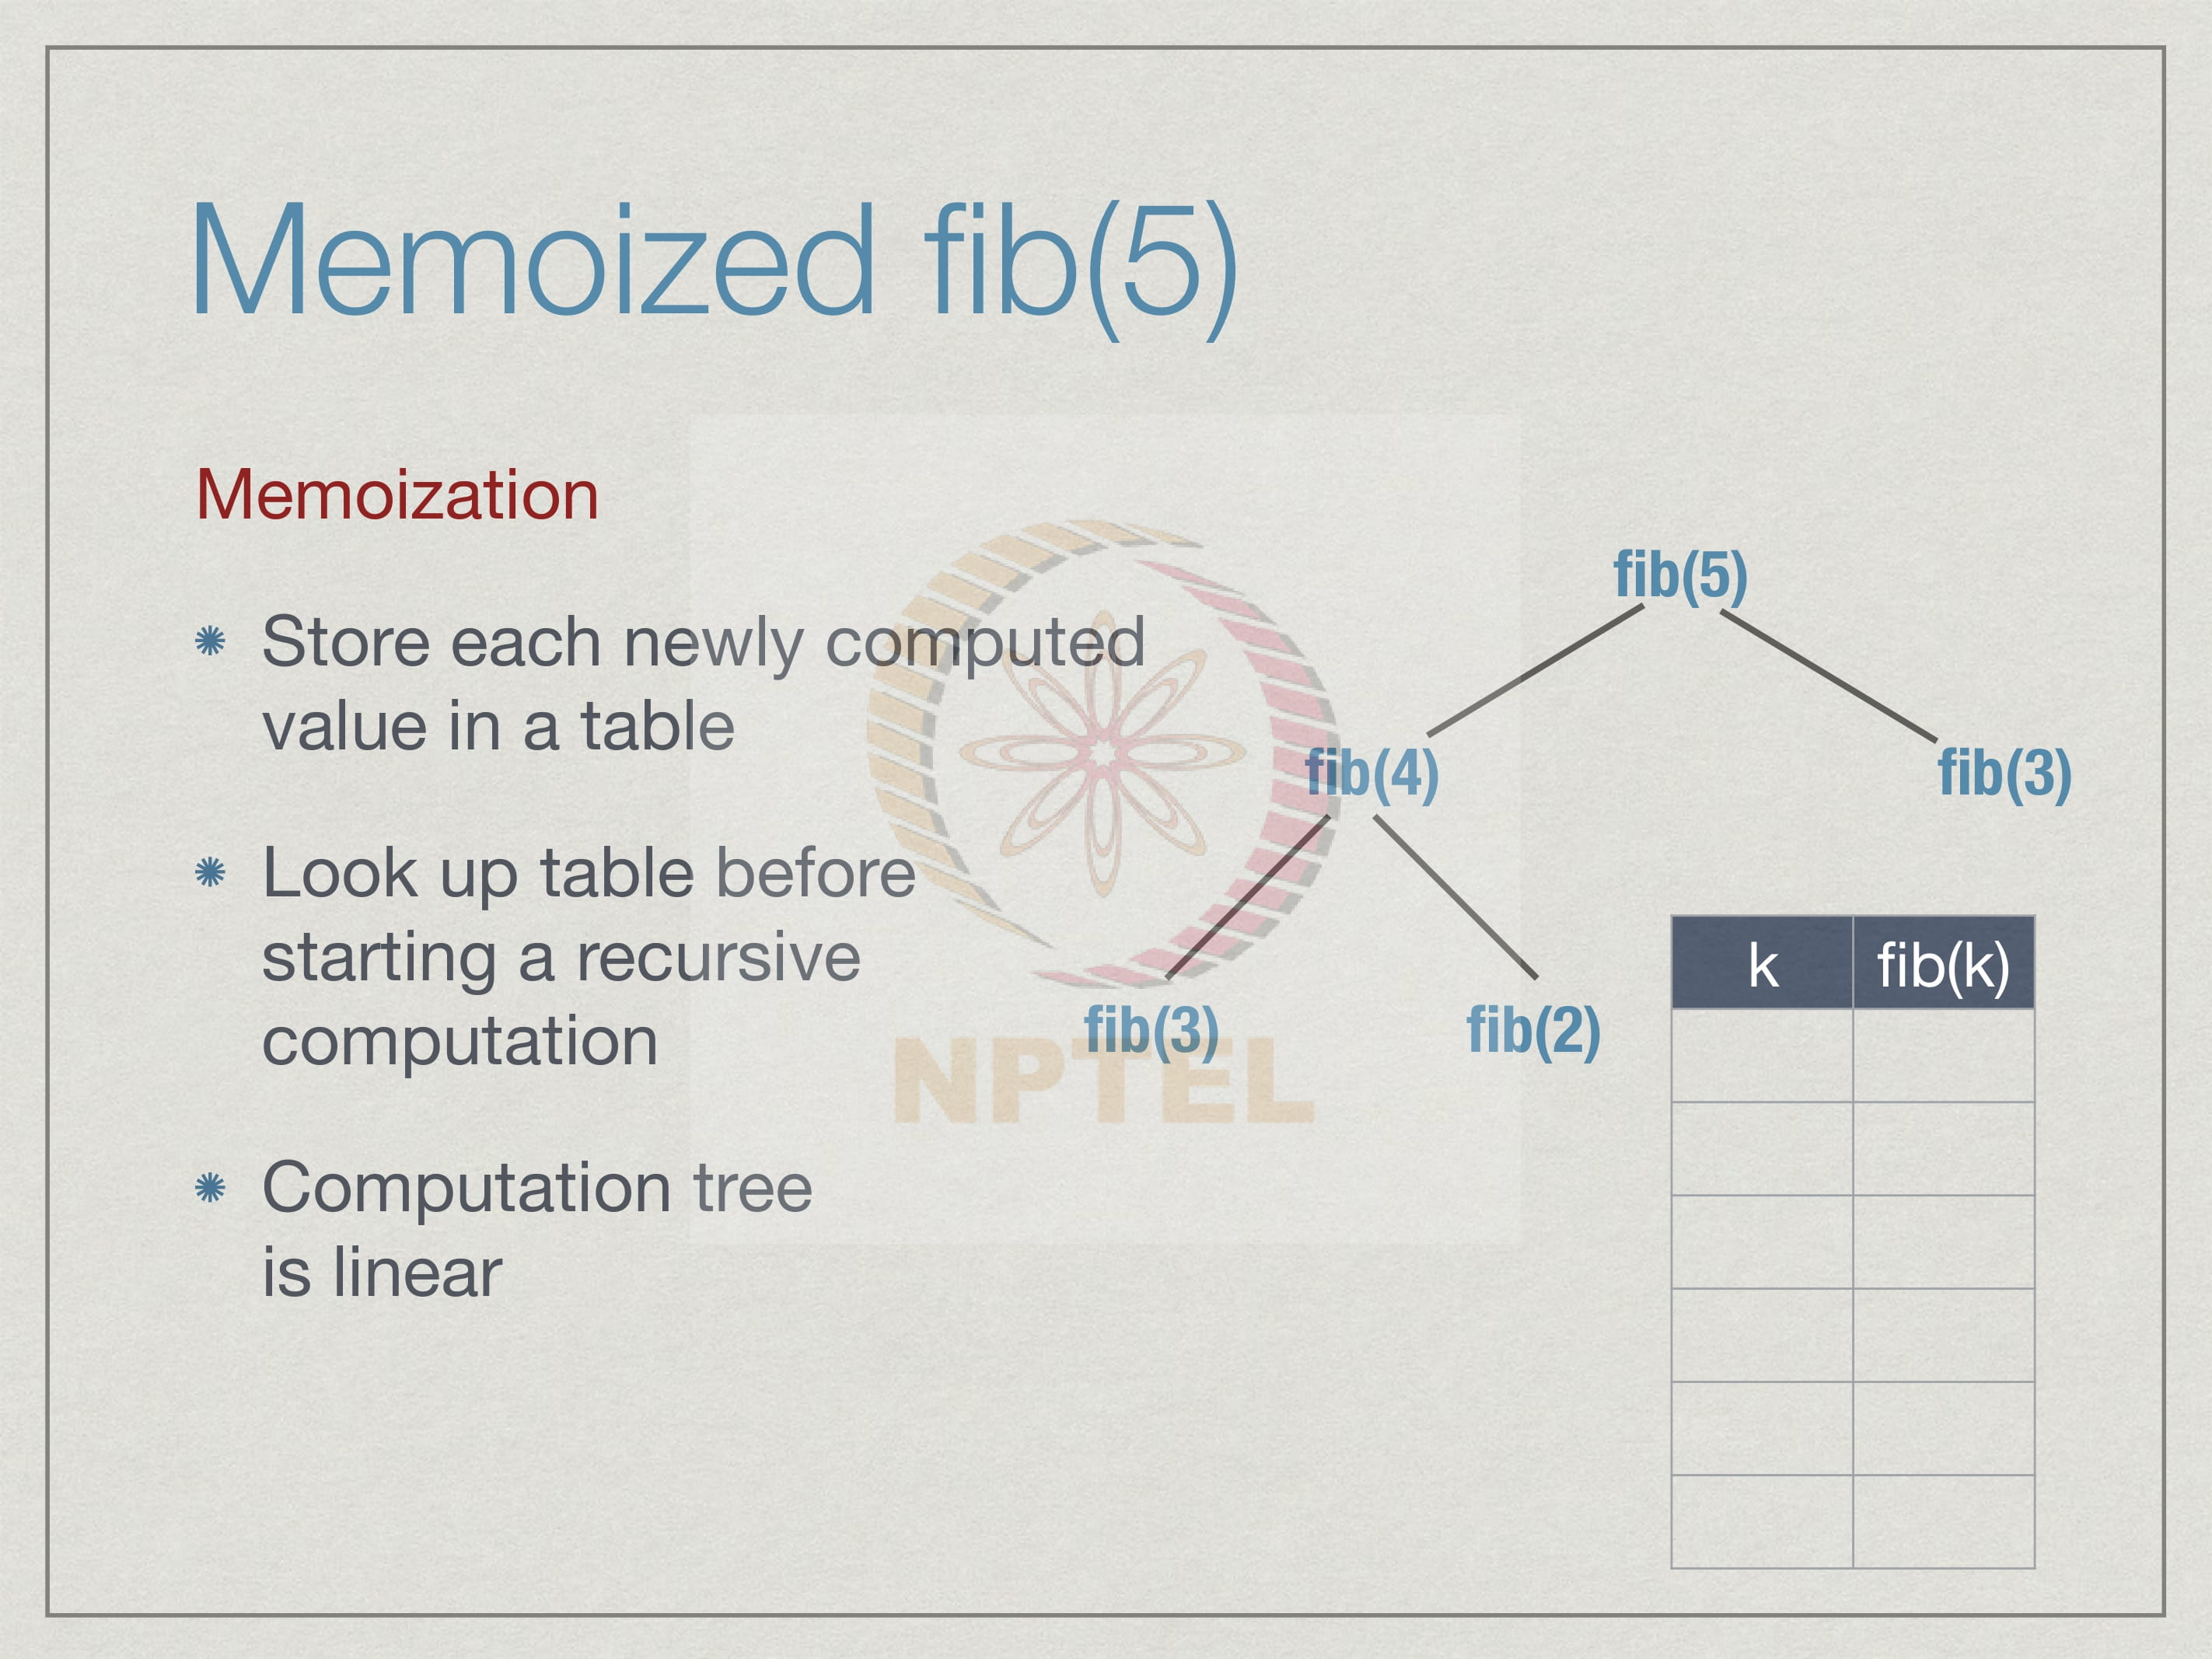 Memoized fib(5)
Memoization
Store each newly computed
value in a table
Look up table before
starting a recursive
computation
Computation tree
is linear
fib(5)
fib(4)
fib(3)
fib(3)
fib(2)
k
fib(k)
NPTEL